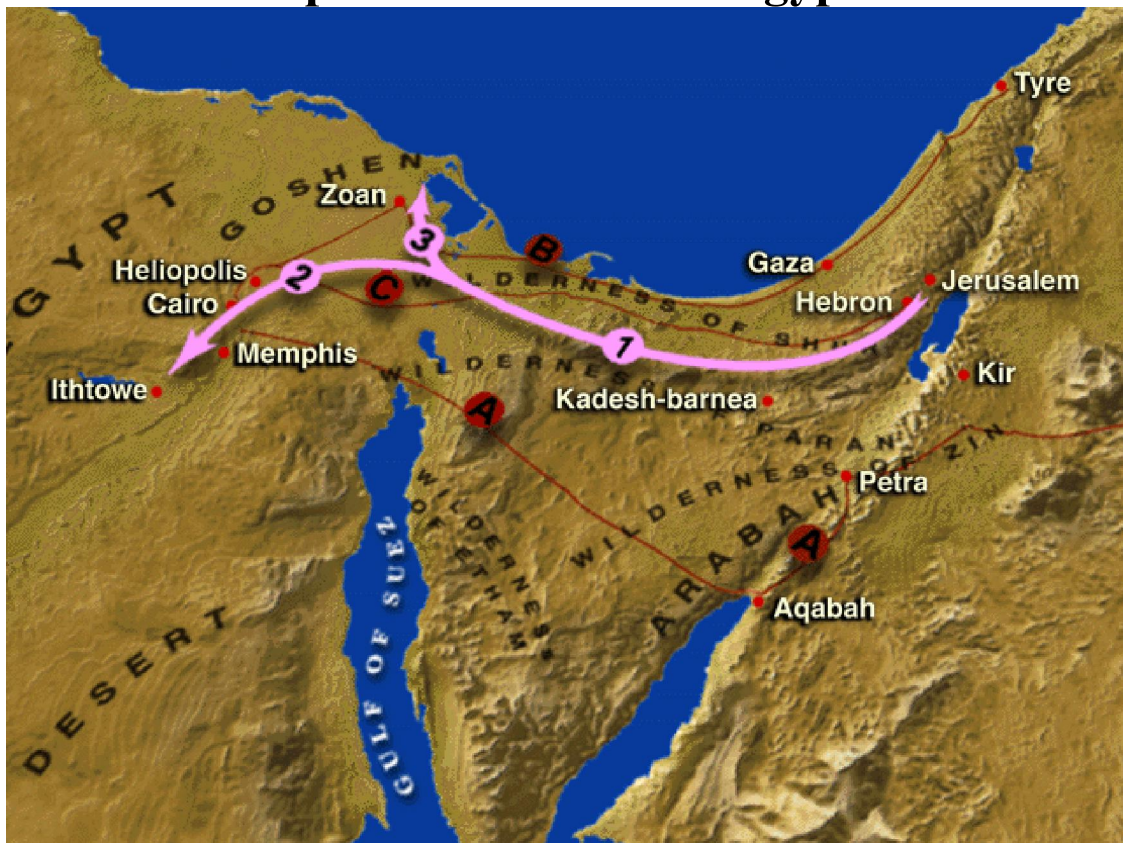 Tyre
GOSHEN
Zoan
3
B
EGYPT
Gaza
Heliopolis
2
C
WILDERNESS OF SHUR
Jerusalem
Cairo
Hebron
1
Memphis
WILDERNESS
Ithtowe
Kir
A
Kadesh-barnea
PARAN
WILDERNESS OF ZIN
Petra
WILDERNESS
OF ETHAM
ARABAH
A
Aqabah
GULF OF SUEZ
DESERT